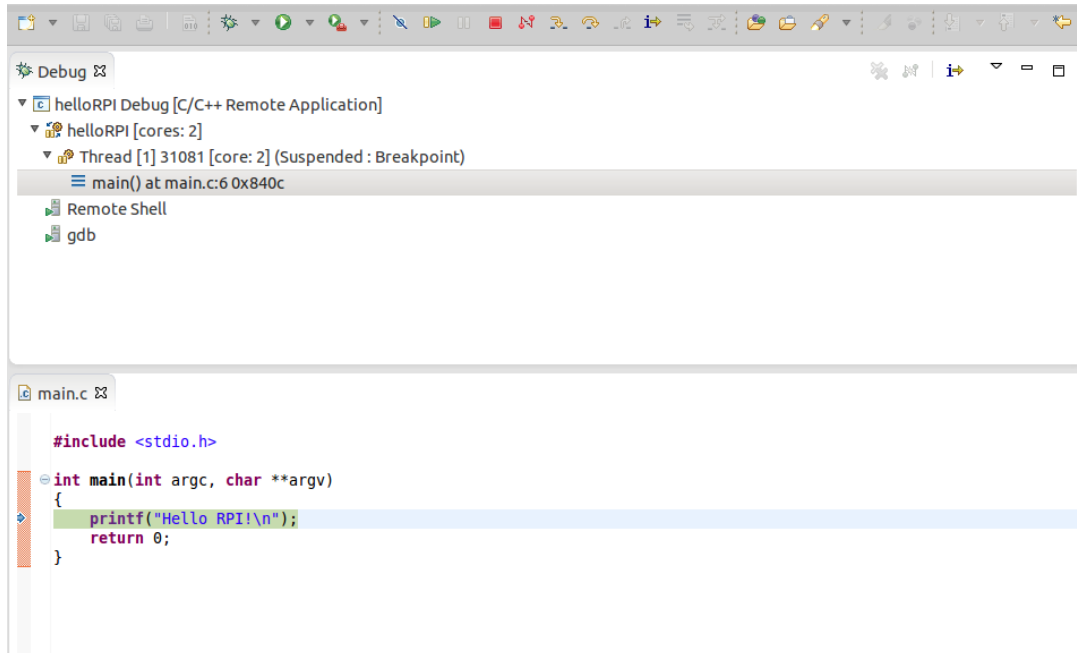 Debug
helloRPI Debug [C/C++ Remote Application]
helloRPI [cores: 2]
Thread [1] 31081 [core: 2] (Suspended : Breakpoint)
main() at main.c:6 0x840c
Remote Shell
gdb
main.c
#include <stdio.h>
int main(int argc, char **argv)
{
printf("Hello RPI!\n");
return 0;
}